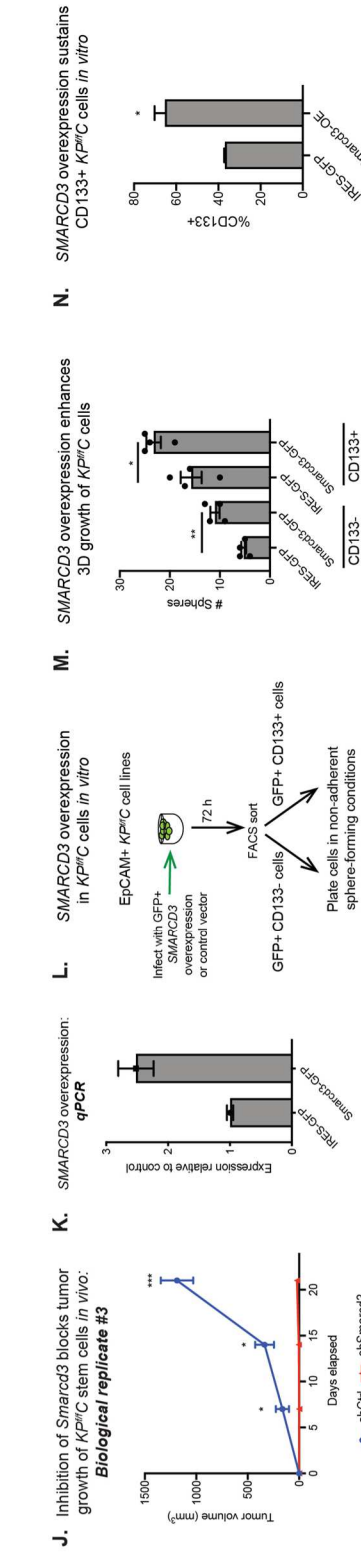 J. Inhibition of Smarcd3 blocks tumor
growth of KPf/fC stem cells in vivo:
Biological replicate #3
Tumor volume (mm3)
1500
1000
500
0
***
*
*
0
5
10
15
20
Days elapsed
K. SMARCD3 overexpression:
qPCR
Expression relative to control
3
2
1
0
IRES-GFP
Smarcd3-GFP
L. SMARCD3 overexpression
in KPf/fC cells in vitro
EpCAM+ KPf/fC cell lines
Infect with GFP+
SMARCD3
overexpression
or control vector
72 h
FACS sort
GFP+ CD133- cells
GFP+ CD133+ cells
Plate cells in non-adherent
sphere-forming conditions
M. SMARCD3 overexpression enhances
3D growth of KPf/fC cells
# Spheres
30
20
10
0
**
*
IRES-GFP
Smarcd3-GFP
IRES-GFP
Smarcd3-GFP
CD133-
CD133+
N. SMARCD3 overexpression sustains
CD133+ KPf/fC cells in vitro
%CD133+
80
60
40
20
0
*
IRES-GFP